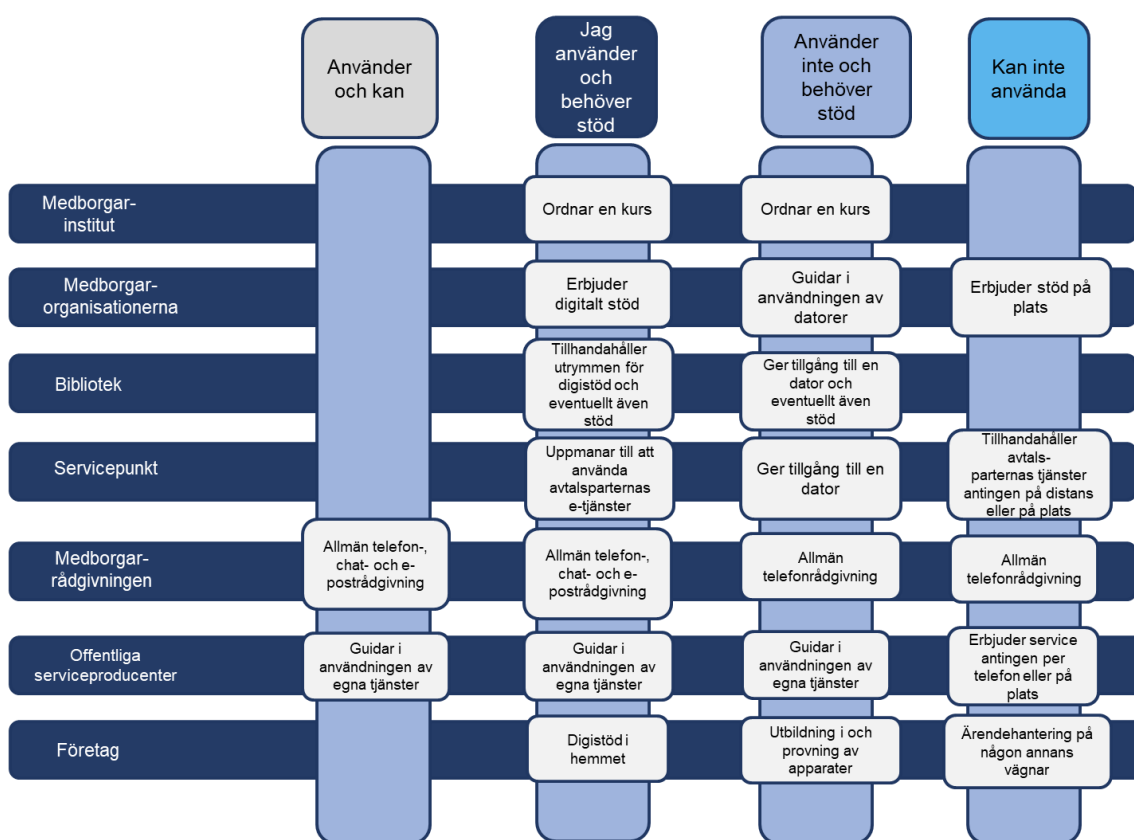 Använder
och kan
Jag
använder
och
behöver
stöd
Använder
inte och
behöver
stöd
Kan inte
använda
Medborgar-
institut
Ordnar en kurs
Ordnar en kurs
Medborgar-
organisationerna
Erbjuder
digitalt stöd
Guidar i
användningen av
datorer
Erbjuder stöd på
plats
Bibliotek
Tillhandahåller
utrymmen för
digistöd och
eventuellt även
stöd
Ger tillgång till en
dator och
eventuellt även
stöd
Servicepunkt
Uppmanar till att
använda
avtalsparternas
e-tjänster
Ger tillgång till en
dator
Tillhandahåller
avtals-
parternas tjänster
antingen på distans
eller på plats
Medborgar-
rådgivningen
Allmän telefon-,
chat- och e-
postrådgivning
Allmän telefon-,
chat- och e-
postrådgivning
Allmän
telefonrådgivning
Allmän
telefonrådgivning
Offentliga
serviceproducenter
Guidar i
användningen av
egna tjänster
Guidar i
användningen av
egna tjänster
Guidar i
användningen av
egna tjänster
Erbjuder service
antingen per
telefon eller på
plats
Företag
Digistöd i
hemmet
Utbildning i och
provning av
apparater
Ärendehantering på
någon annans
vägnar